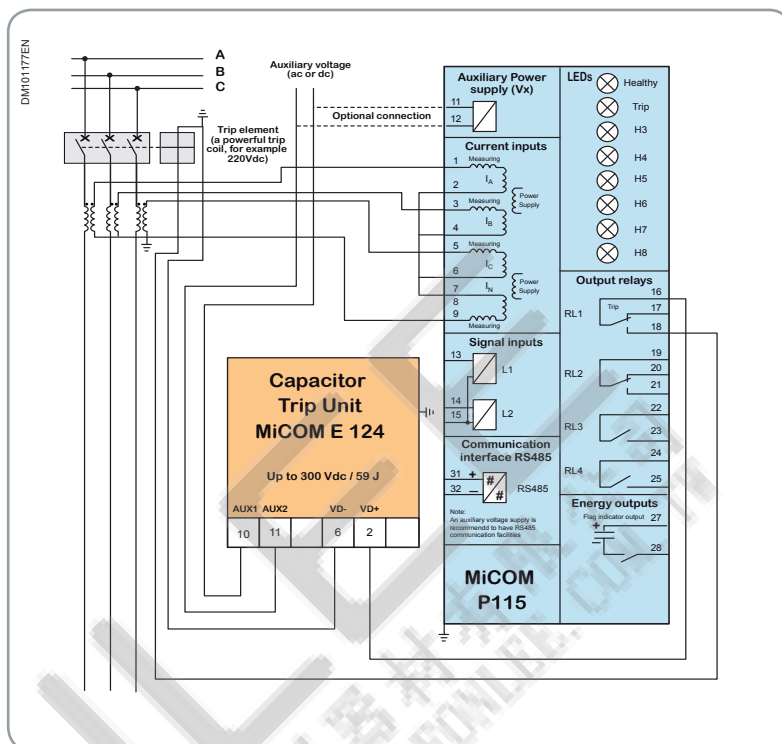 DM101177EN
A
B
C
Auxiliary voltage
(ac or dc)
Optional connection
Trip element
(a powerful trip
coil, for example
220Vdc)
Auxiliary Power
supply (Vx)
11
12
Current inputs
1
Measuring
IA
2
Power
Supply
3
Measuring
IB
4
5
Measuring
IC
6
Power
Supply
7
IN
8
9
Measuring
Signal inputs
13
L1
14
15
L2
Communication
interface RS485
31 +
32 –
#
#
RS485
Note:
An auxiliary voltage supply is
recommendd to have RS485
communication facilities
MiCOM
P115
LEDs
Healthy
Trip
H3
H4
H5
H6
H7
H8
Output relays
16
Trip
17
RL1
18
19
20
RL2
21
22
RL3
23
24
RL4
25
Energy outputs
Flag indicator output
27
+
–
28
Capacitor
Trip Unit
MiCOM E 124
Up to 300 Vdc / 59 J
AUX1 AUX2 VD- VD+
10 11 6 2